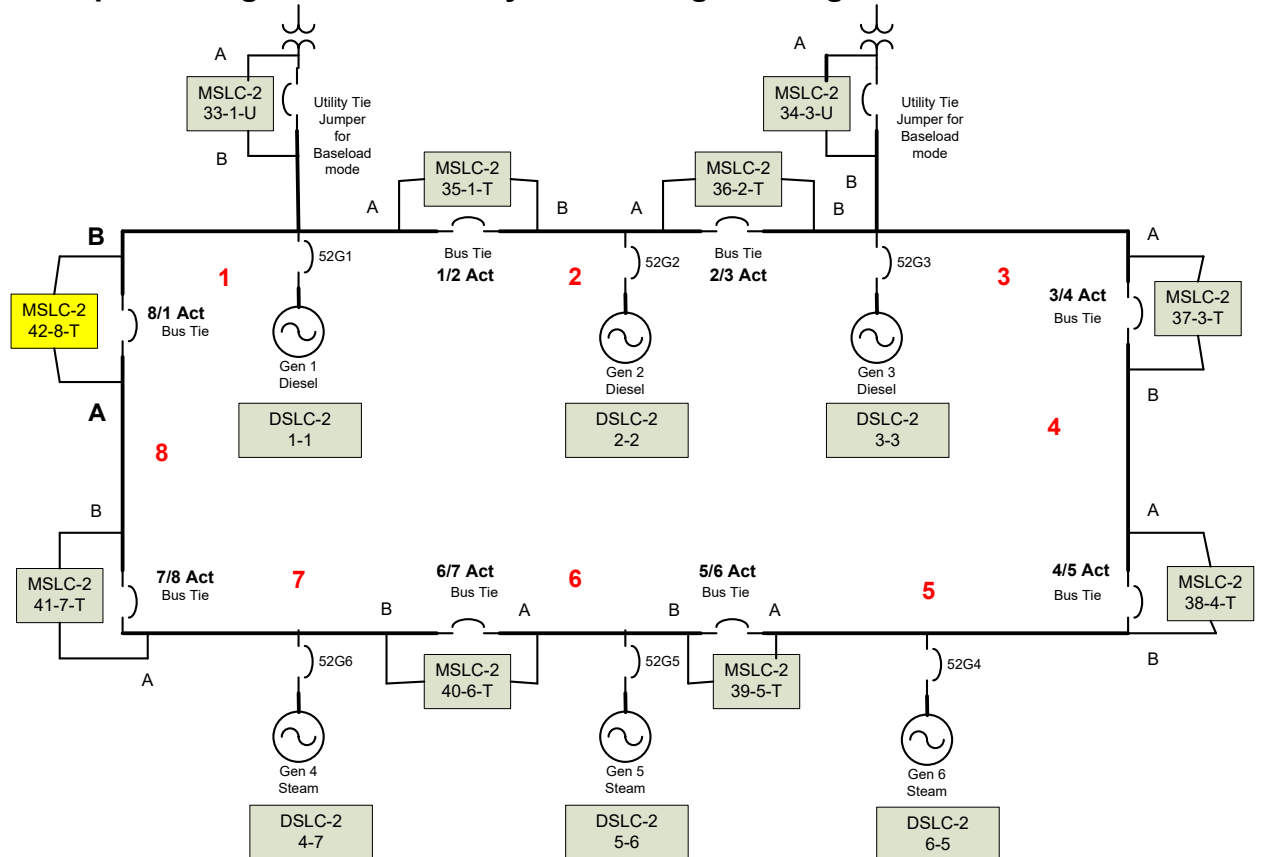 A
MSLC-2
33-1-U
B
Utility Tie
Jumper
for
Baseload
mode
A
MSLC-2
34-3-U
B
Utility Tie
Jumper for
Baseload
mode
MSLC-2
35-1-T
A
B
MSLC-2
36-2-T
A
B
B
52G1
Bus Tie
1/2 Act
52G2
Bus Tie
2/3 Act
52G3
A
1
2
3
MSLC-2
42-8-T
8/1 Act
Bus Tie
3/4 Act
Bus Tie
MSLC-2
37-3-T
Gen 1
Diesel
Gen 2
Diesel
Gen 3
Diesel
A
B
DSLC-2
1-1
DSLC-2
2-2
DSLC-2
3-3
8
4
B
A
MSLC-2
41-7-T
7/8 Act
Bus Tie
7
6/7 Act
Bus Tie
6
5/6 Act
Bus Tie
5
4/5 Act
Bus Tie
MSLC-2
38-4-T
B
A
B
A
A
52G6
MSLC-2
40-6-T
52G5
MSLC-2
39-5-T
52G4
B
Gen 4
Steam
Gen 5
Steam
Gen 6
Steam
DSLC-2
4-7
DSLC-2
5-6
DSLC-2
6-5